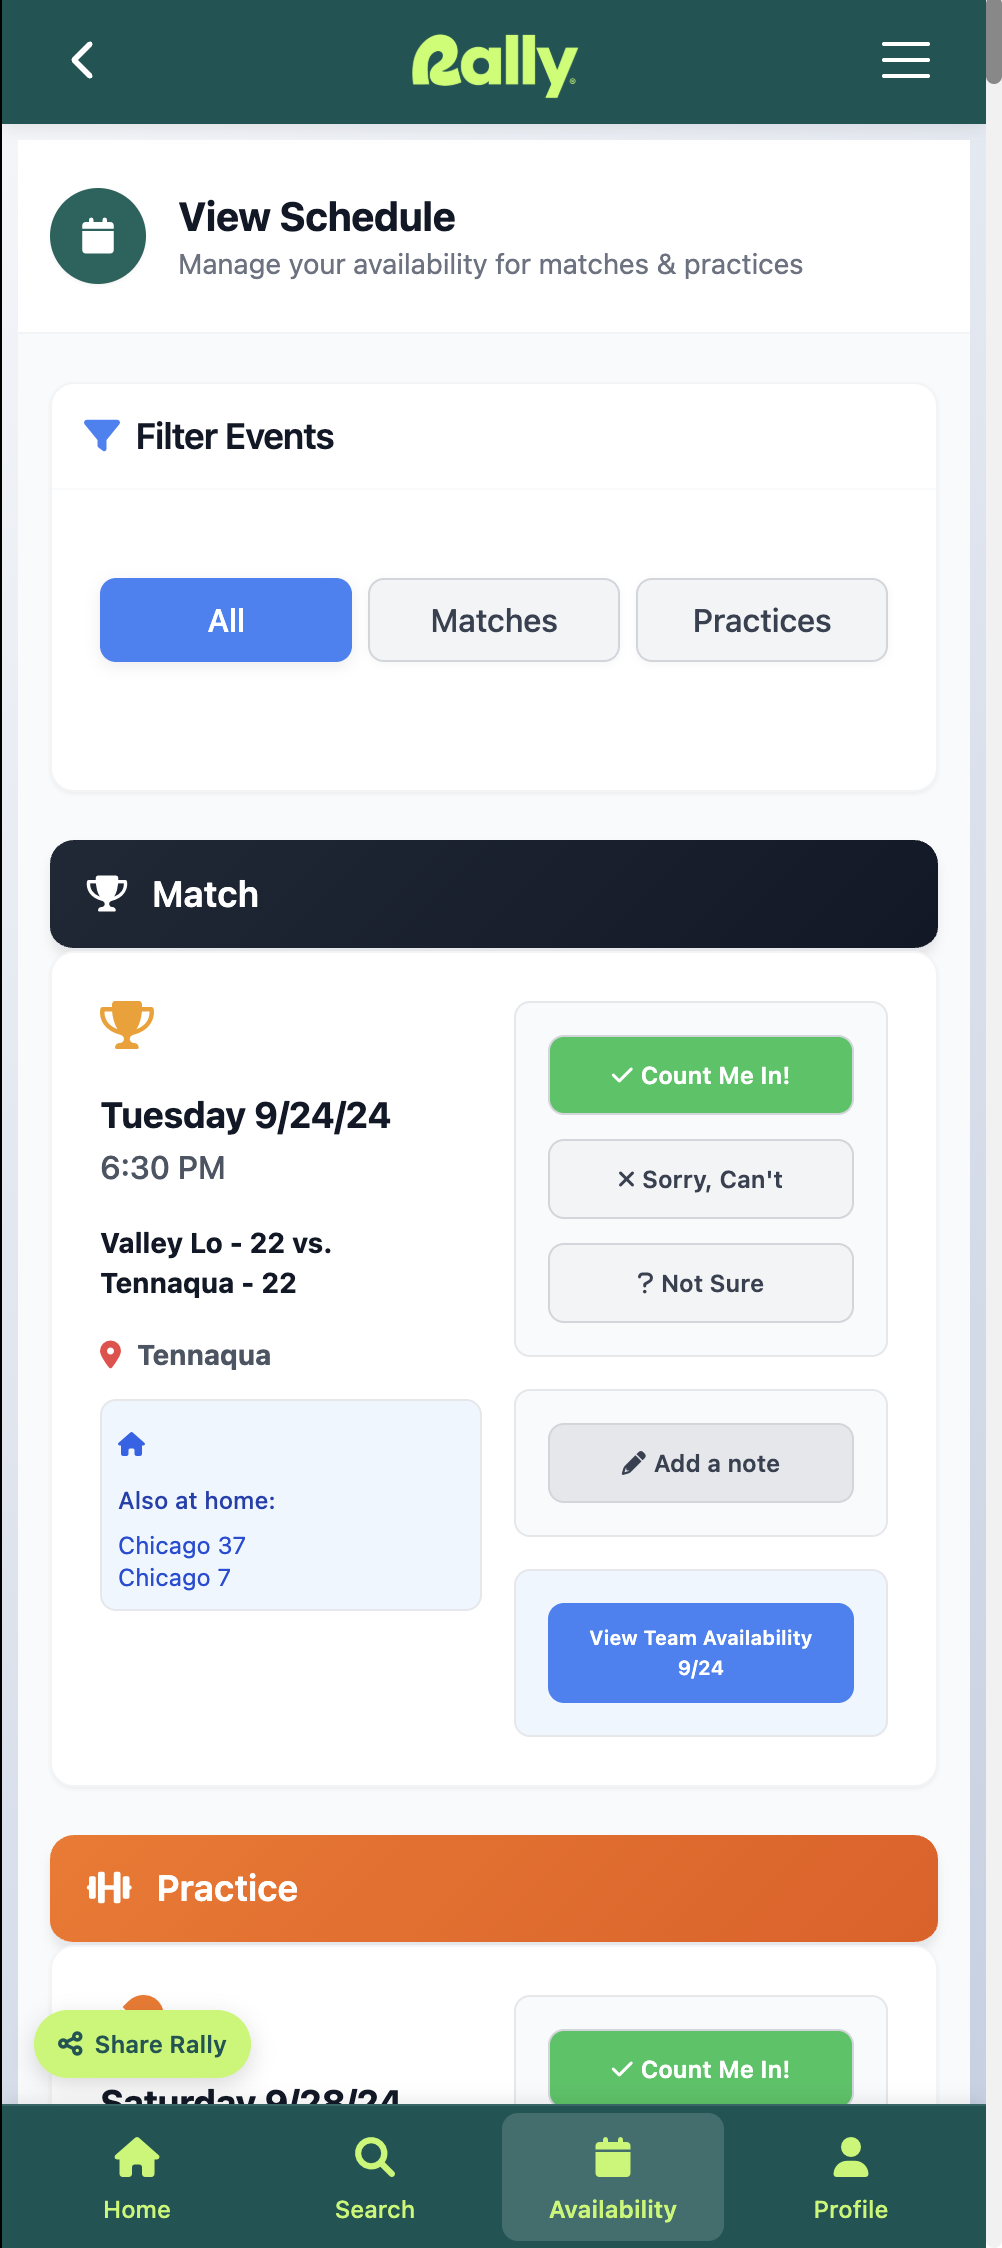 Rally
View Schedule
Manage your availability for matches & practices
Filter Events
All
Matches
Practices
Match
Tuesday 9/24/24
6:30 PM
Valley Lo - 22 vs.
Tennaqua - 22
Tennaqua
Also at home:
Chicago 37
Chicago 7
Count Me In!
Sorry, Can't
? Not Sure
Add a note
View Team Availability
9/24
Practice
Saturday 9/28/24
Count Me In!
Share Rally
Home
Search
Availability
Profile